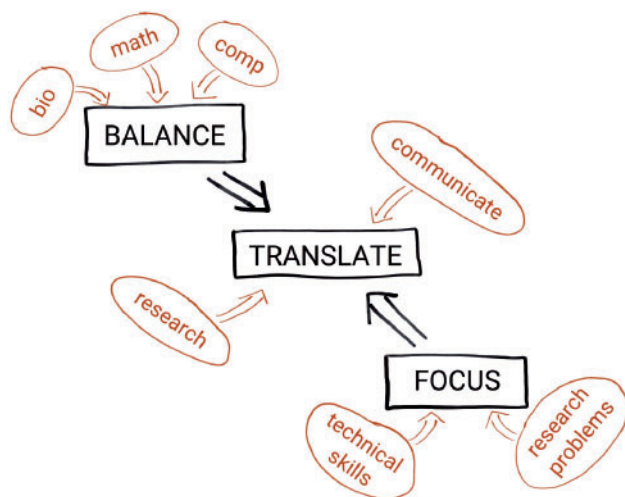 math
comp
bio
BALANCE
communicate
TRANSLATE
research
FOCUS
technical
skills
research
problems